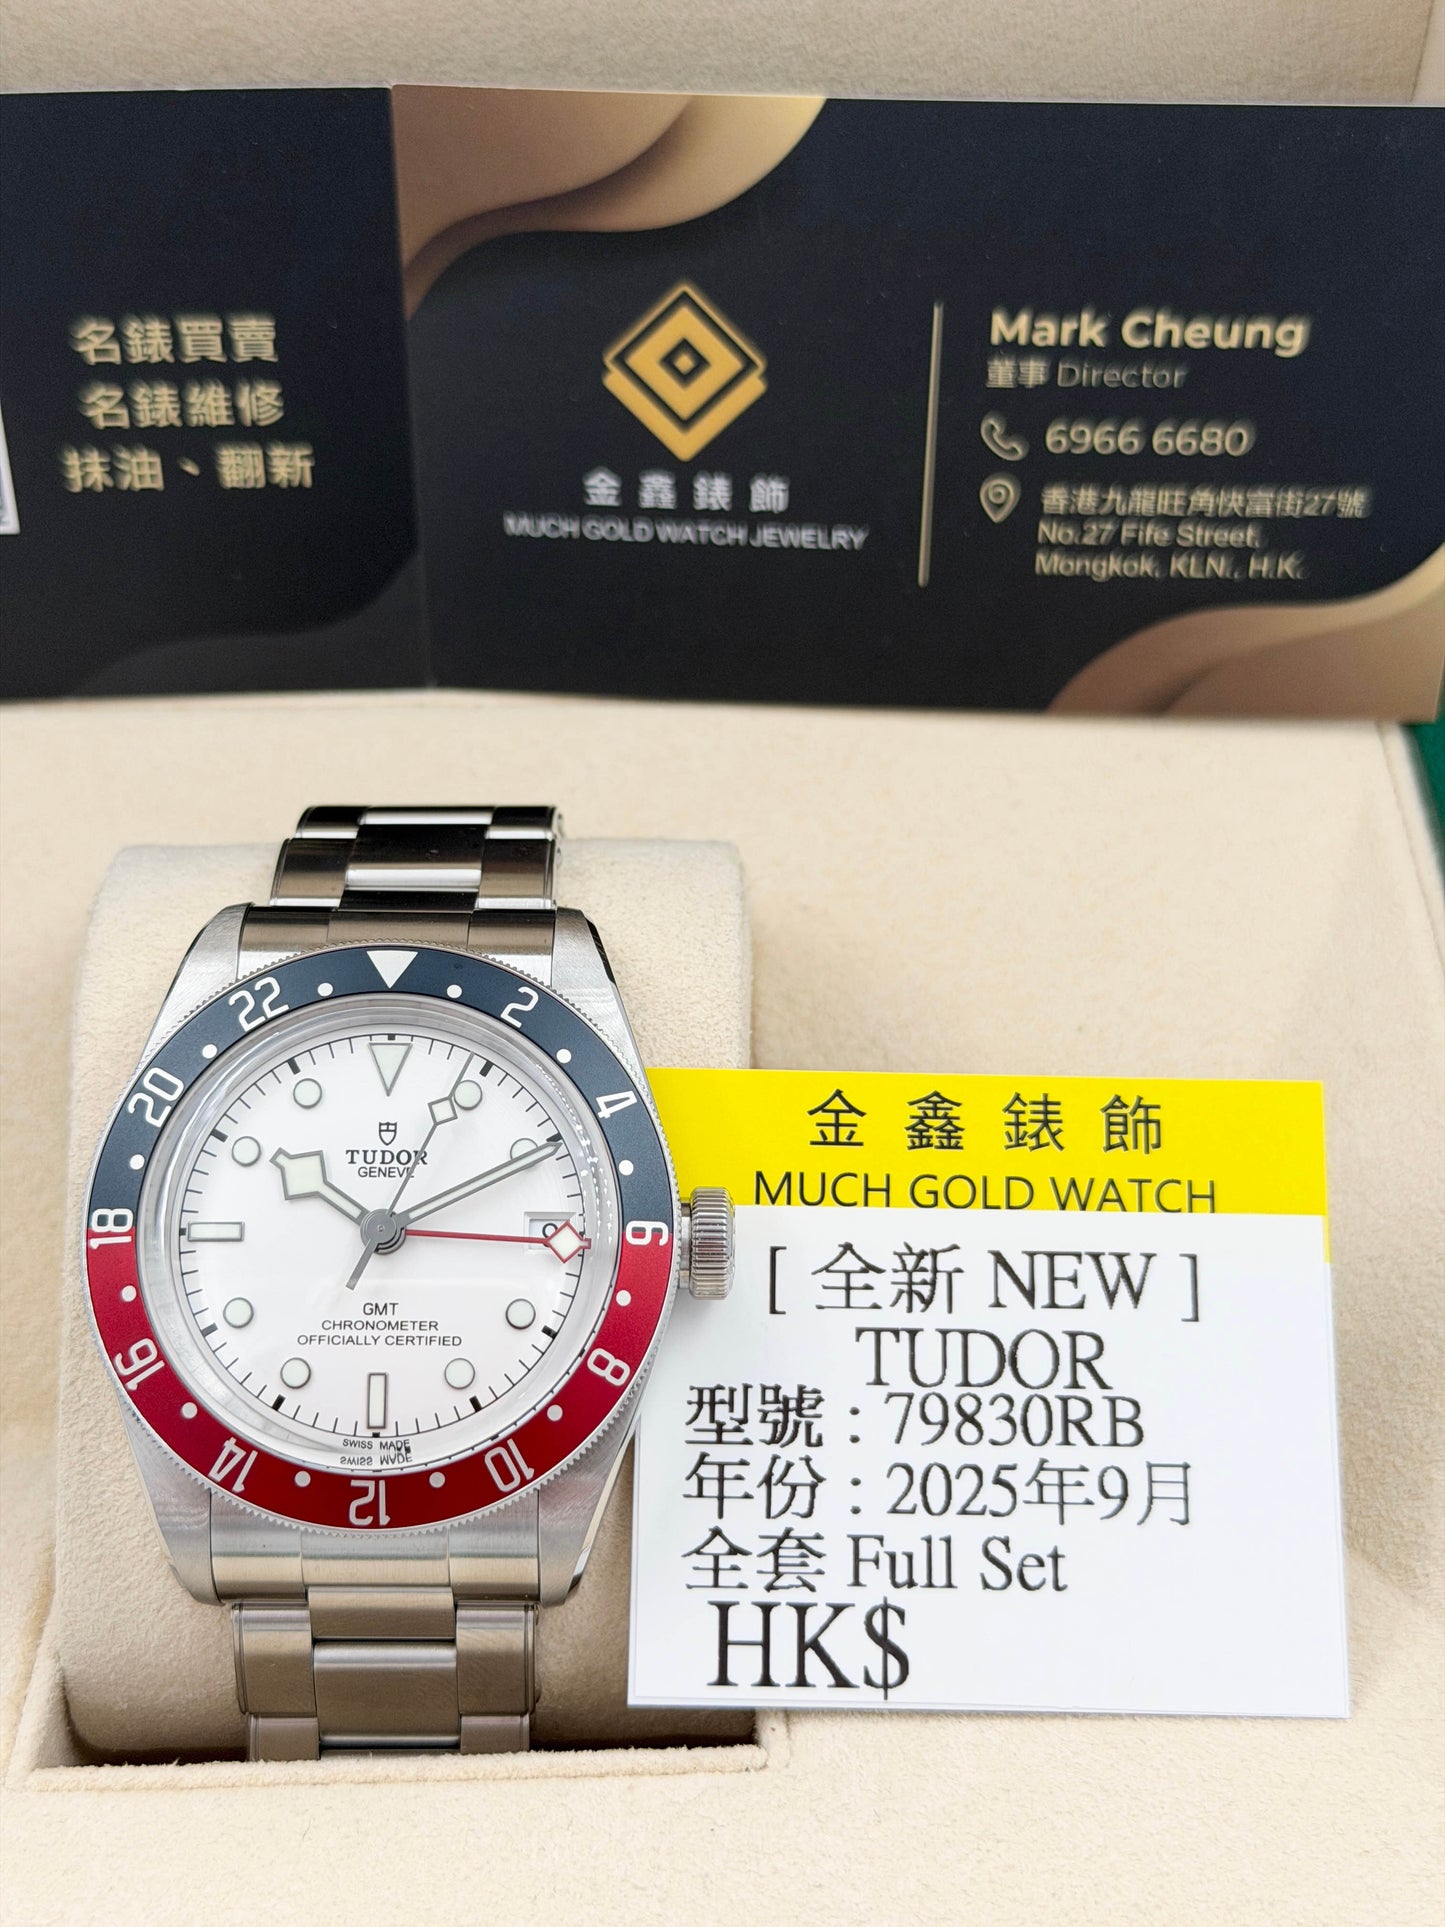 名錶買賣
名錶維修
抹油、翻新
金鑫錶飾
MUCH GOLD WATCH JEWELRY
Mark Cheung
董事 Director
6966 6680
香港九龍旺角快富街27號
No.27 Fife Street,
Mongkok, KLN., H.K.
22
2
20
4
18
6
16
8
14
10
12
TUDOR
GENEVE
GMT
CHRONOMETER
OFFICIALLY CERTIFIED
SWISS MADE
金鑫錶飾
MUCH GOLD WATCH
[ 全新 NEW ]
TUDOR
型號 : 79830RB
年份 : 2025年9月
全套 Full Set
HK$